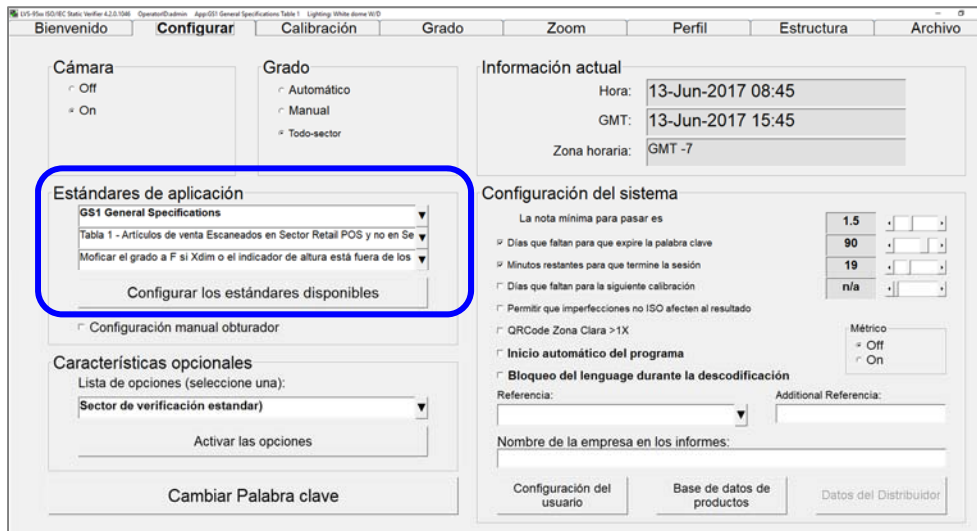 LVS-95xx ISO/IEC Static Verifier 4.2.0.1046 OperatorID:admin App:GS1 General Specifications Table 1 Lighting: White dome W/D
Bienvenido Configurar Calibración Grado Zoom Perfil Estructura Archivo
Cámara
Off
On
Grado
Automático
Manual
Todo-sector
Información actual
Hora: 13-Jun-2017 08:45
GMT: 13-Jun-2017 15:45
Zona horaria: GMT -7
Estándares de aplicación
GS1 General Specifications
Tabla 1 - Artículos de venta Escaneados en Sector Retail POS y no en Se
Moficar el grado a F si Xdim o el indicador de altura está fuera de los
Configurar los estándares disponibles
Configuración manual obturador
Características opcionales
Lista de opciones (seleccione una):
Sector de verificación estandar)
Activar las opciones
Cambiar Palabra clave
Configuración del sistema
La nota mínima para pasar es 1.5
Días que faltan para que expire la palabra clave 90
Minutos restantes para que termine la sesión 19
Días que faltan para la siguiente calibración n/a
Permitir que imperfecciones no ISO afecten al resultado
QRCode Zona Clara >1X
Inicio automático del programa
Bloqueo del lenguage durante la descodificación
Métrico
Off
On
Referencia: Additional Referencia:
Nombre de la empresa en los informes:
Configuración del
usuario
Base de datos de
productos
Datos del Distribuidor